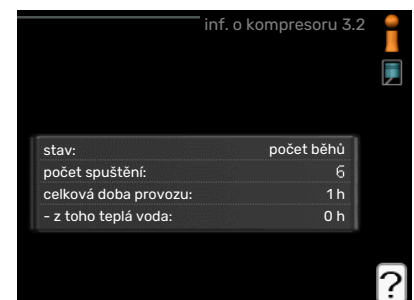 inf. o kompresoru 3.2
stav: počet běhů
počet spuštění: 6
celková doba provozu: 1 h
- z toho teplá voda: 0 h
?